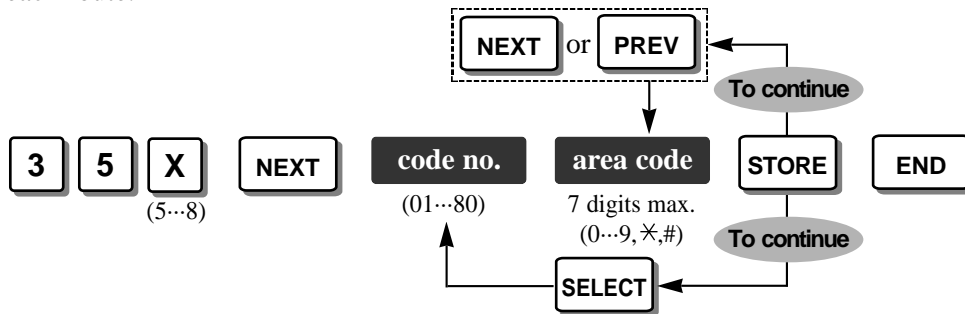 NEXT or PREV
To continue
3 5 X NEXT code no. area code STORE END
(5···8) (01···80) 7 digits max.
(0···9,✳,#)
To continue
SELECT